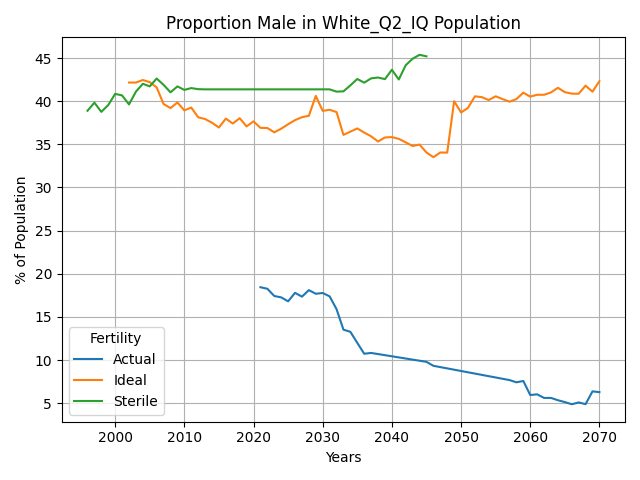 Proportion Male in White_Q2_IQ Population
% of Population
45
40
35
30
25
20
15
10
5
Fertility
Actual
Ideal
Sterile
2000 2010 2020 2030 2040 2050 2060 2070
Years